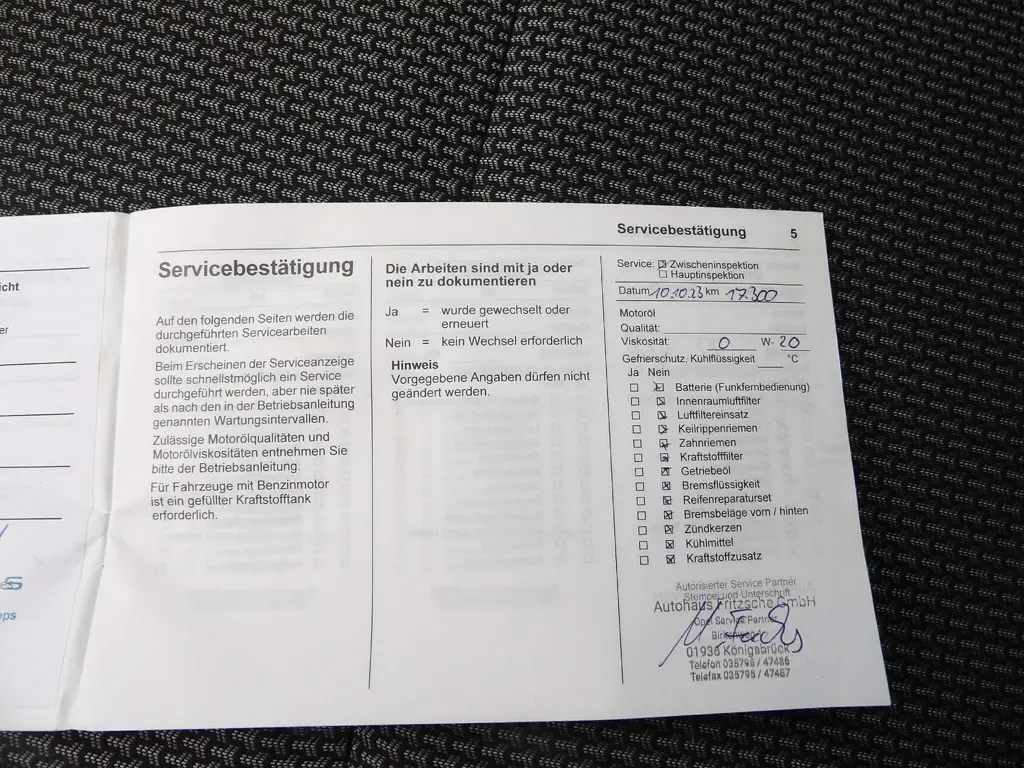 icht
er
S
ops
Servicebestätigung 5
Servicebestätigung
Auf den folgenden Seiten werden die
durchgeführten Servicearbeiten
dokumentiert.
Beim Erscheinen der Serviceanzeige
sollte schnellstmöglich ein Service
durchgeführt werden, aber nie später
als nach den in der Betriebsanleitung
genannten Wartungsintervallen.
Zulässige Motorölqualitäten und
Motorölviskositäten entnehmen Sie
bitte der Betriebsanleitung.
Für Fahrzeuge mit Benzinmotor
ist ein gefüllter Kraftstofftank
erforderlich.
Die Arbeiten sind mit ja oder
nein zu dokumentieren
Ja = wurde gewechselt oder
erneuert
Nein = kein Wechsel erforderlich
Hinweis
Vorgegebene Angaben dürfen nicht
geändert werden.
Service: Zwischeninspektion
Hauptinspektion
Datum 10.10.23 km 17.300
Motoröl
Qualität:
Viskosität: 0 W- 20
Gefrierschutz, Kühlflüssigkeit °C
Ja Nein
Batterie (Funkfernbedienung)
Innenraumluftfilter
Luftfiltereinsatz
Keilrippenriemen
Zahnriemen
Kraftstofffilter
Getriebeöl
Bremsflüssigkeit
Reifenreparaturset
Bremsbeläge vorn / hinten
Zündkerzen
Kühlmittel
Kraftstoffzusatz
Autorisierter Service Partner
Stempel und Unterschrift
Autohaus Fritzsche GmbH
Opel Service Partner
01936 Königsbrück
Telefon 035795 / 47486
Telefax 035795 / 47487